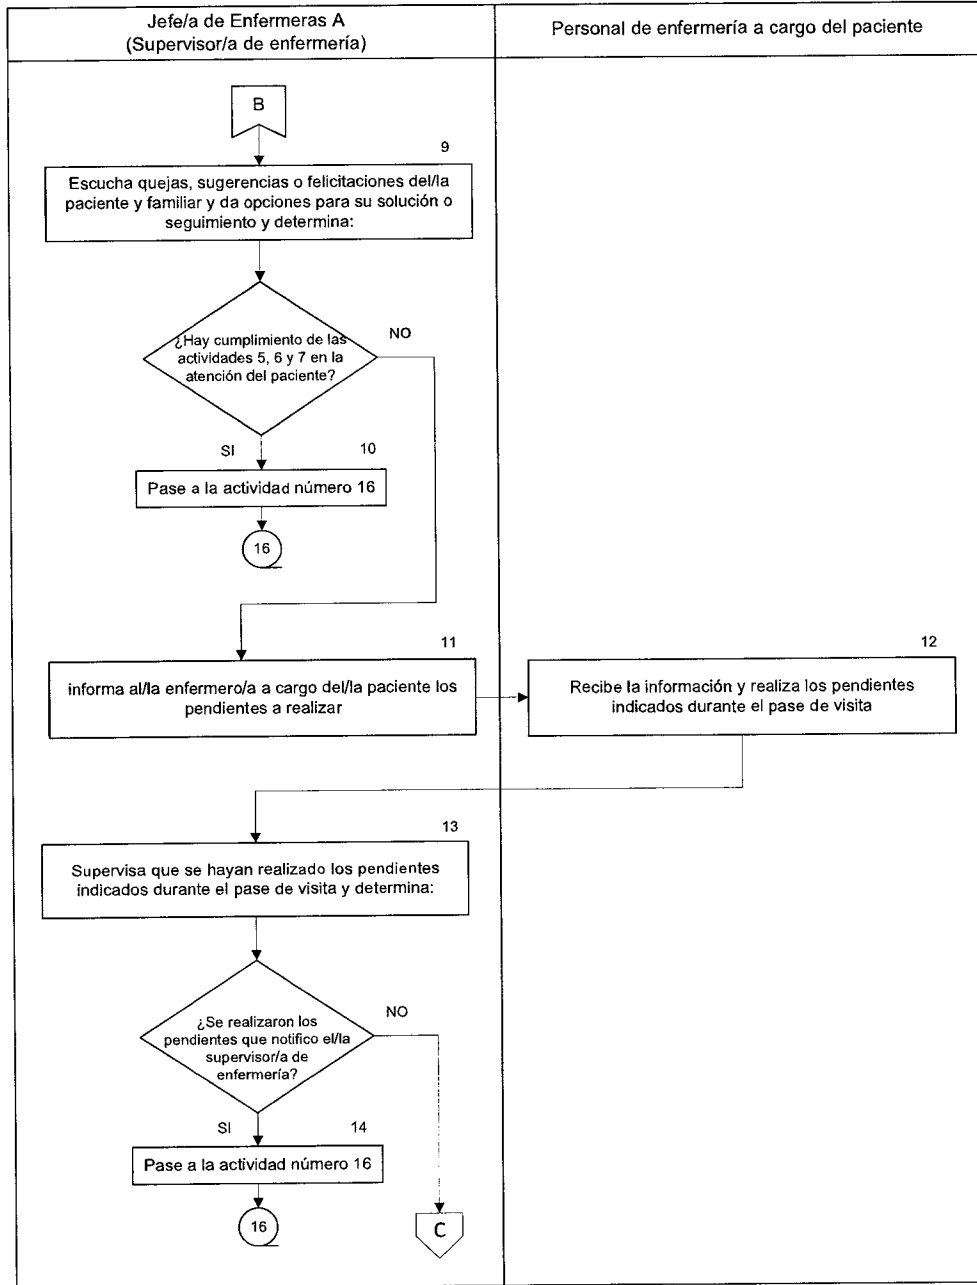 Jefe/a de Enfermeras A
(Supervisor/a de enfermería)
Personal de enfermería a cargo del paciente
B
9
Escucha quejas, sugerencias o felicitaciones del/la
paciente y familiar y da opciones para su solución o
seguimiento y determina:
¿Hay cumplimiento de las
actividades 5, 6 y 7 en la
atención del paciente?
NO
SI
10
Pase a la actividad número 16
16
11
informa al/la enfermero/a a cargo del/la paciente los
pendientes a realizar
12
Recibe la información y realiza los pendientes
indicados durante el pase de visita
13
Supervisa que se hayan realizado los pendientes
indicados durante el pase de visita y determina:
¿Se realizaron los
pendientes que notifico el/la
supervisor/a de
enfermería?
NO
SI
14
Pase a la actividad número 16
16
C